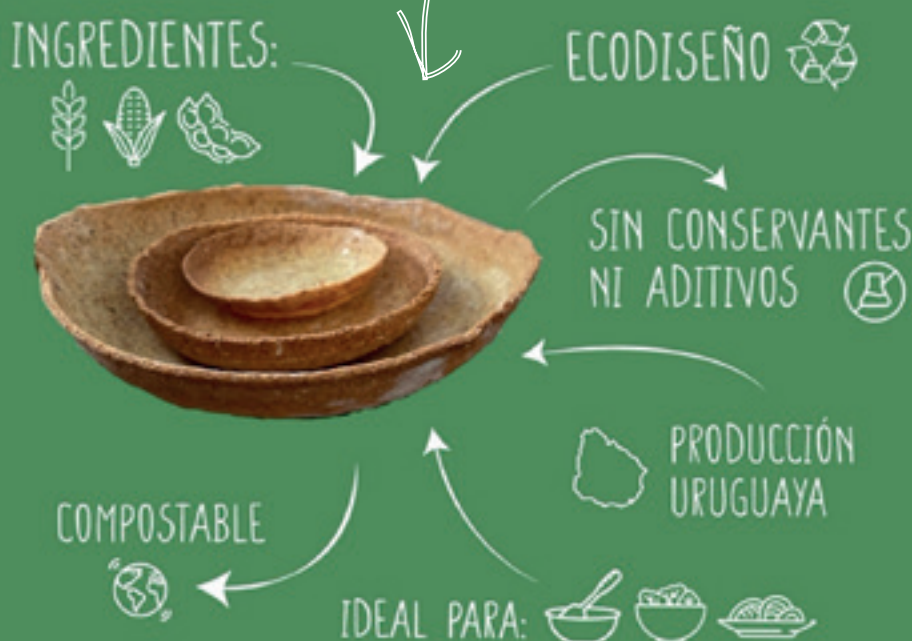 INGREDIENTES:
ECODISEÑO
SIN CONSERVANTES
NI ADITIVOS
PRODUCCIÓN
URUGUAYA
COMPOSTABLE
IDEAL PARA: